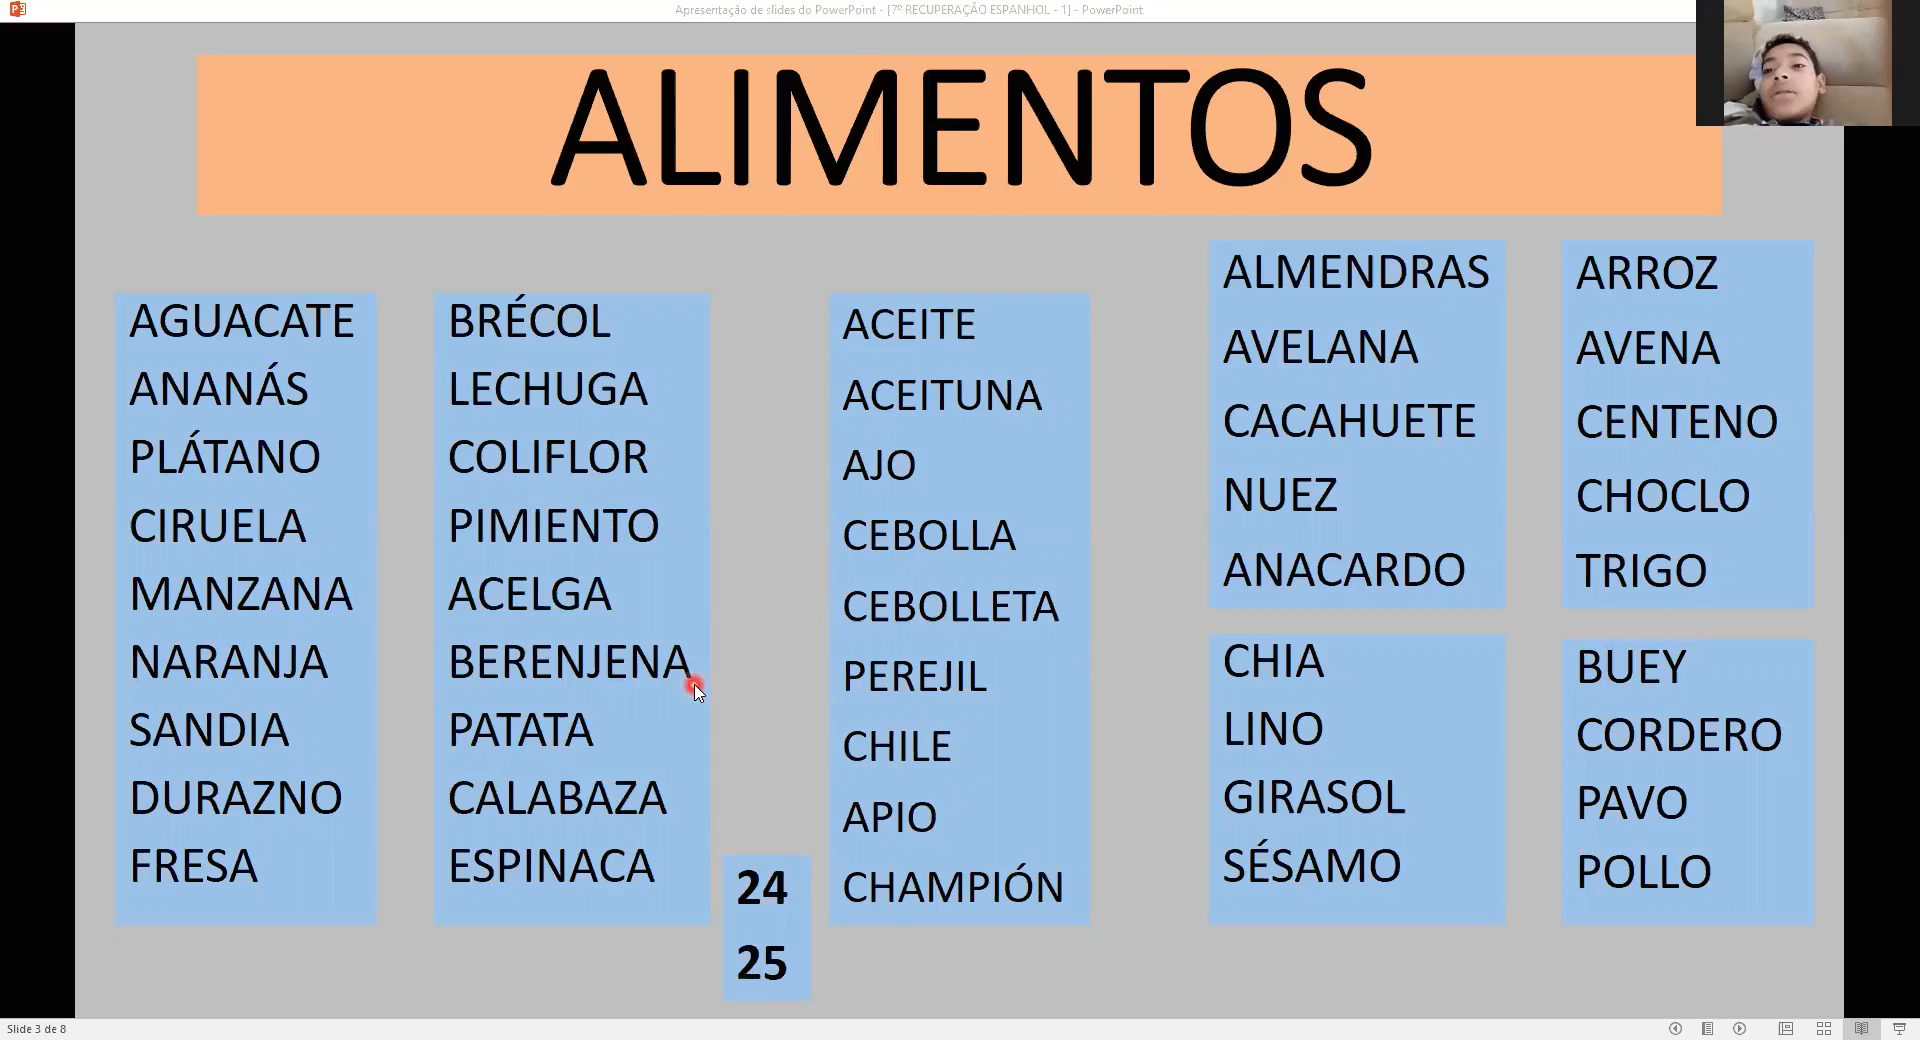 Apresentação de slides do PowerPoint - [7º RECUPERAÇÃO ESPANHOL - 1] - PowerPoint
ALIMENTOS
AGUACATE
ANANÁS
PLÁTANO
CIRUELA
MANZANA
NARANJA
SANDIA
DURAZNO
FRESA
BRÉCOL
LECHUGA
COLIFLOR
PIMIENTO
ACELGA
BERENJENA
PATATA
CALABAZA
ESPINACA
24
25
ACEITE
ACEITUNA
AJO
CEBOLLA
CEBOLLETA
PEREJIL
CHILE
APIO
CHAMPIÓN
ALMENDRAS
AVELANA
CACAHUETE
NUEZ
ANACARDO
CHIA
LINO
GIRASOL
SÉSAMO
ARROZ
AVENA
CENTENO
CHOCLO
TRIGO
BUEY
CORDERO
PAVO
POLLO
Slide 3 de 8